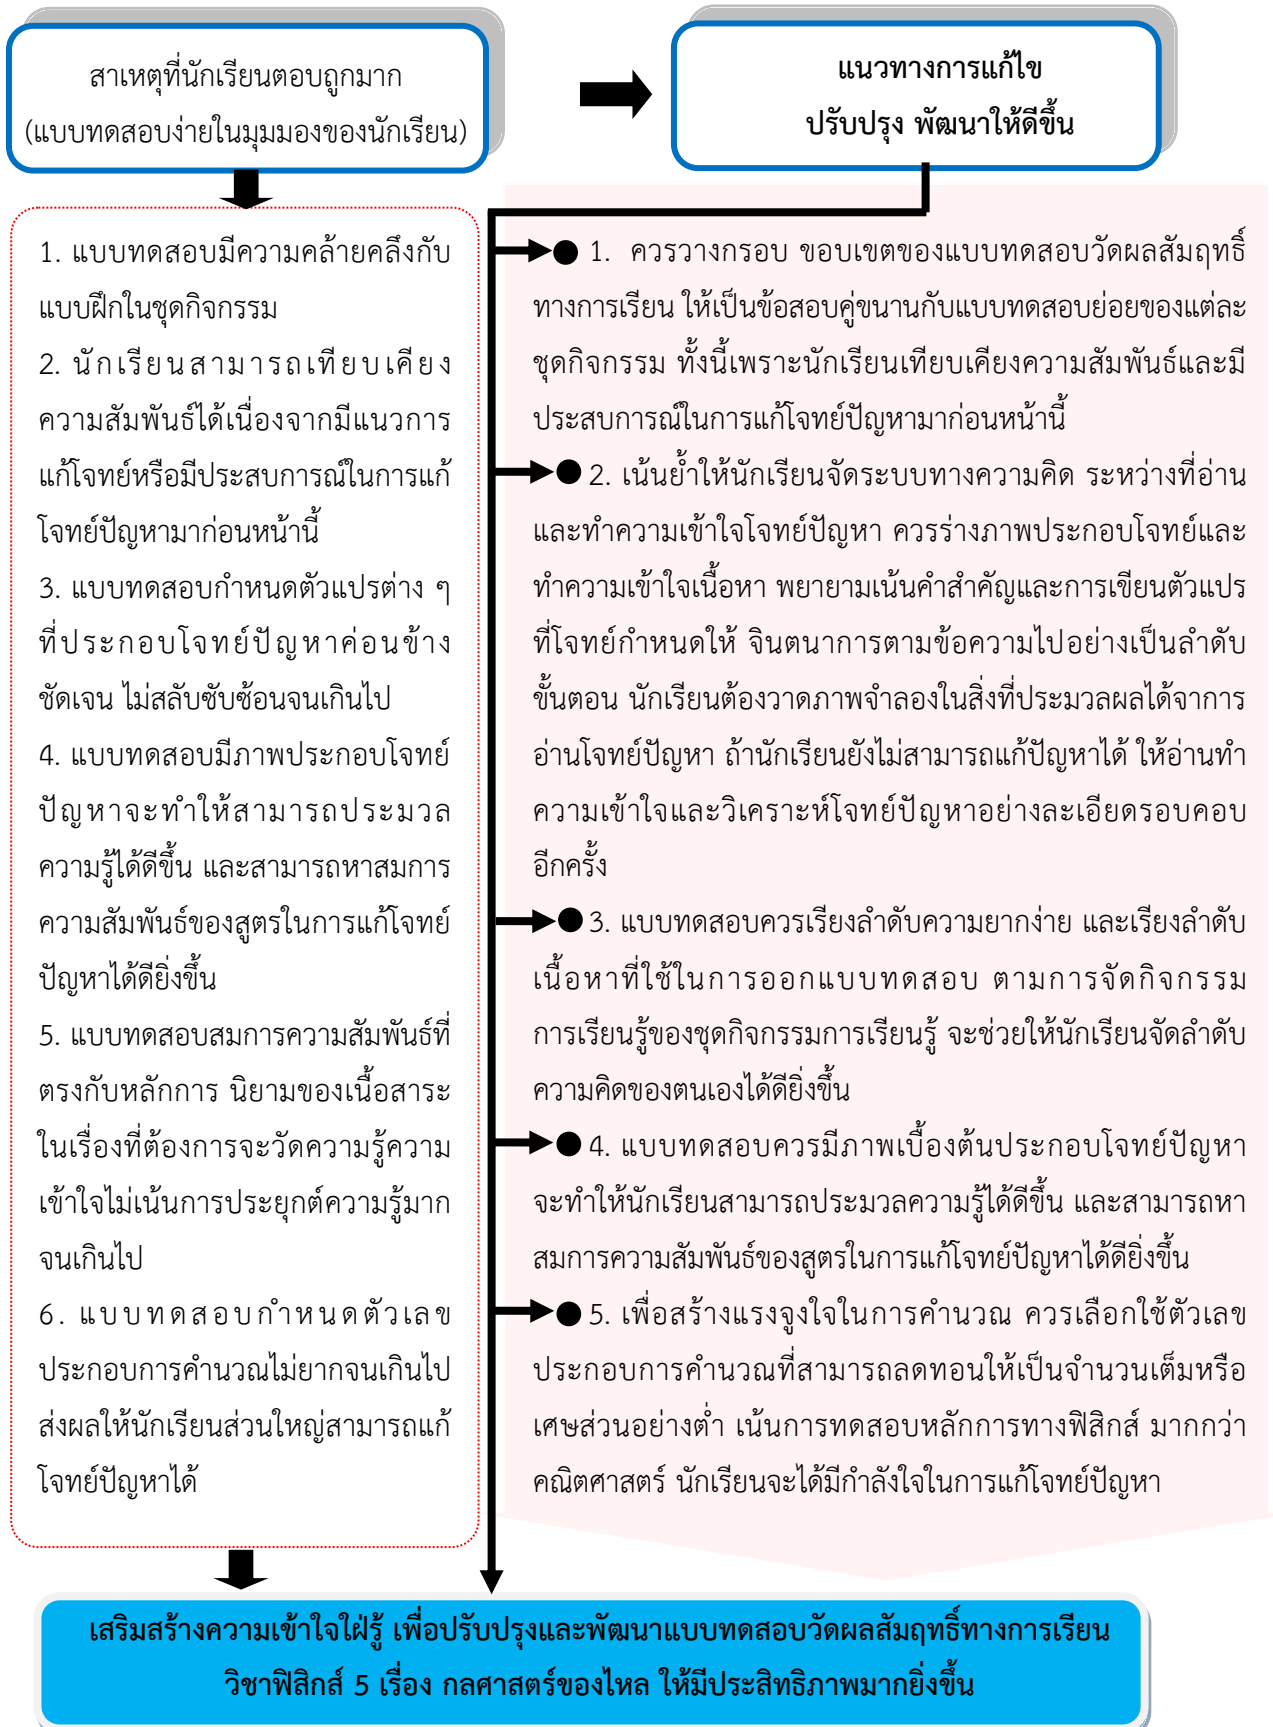 สาเหตุที่นักเรียนตอบถูกมาก
(แบบทดสอบง่ายในมุมมองของนักเรียน)
แนวทางการแก้ไข
ปรับปรุง พัฒนาให้ดีขึ้น
1. แบบทดสอบมีความคล้ายคลึงกับ
แบบฝึกในชุดกิจกรรม
2. นักเรียนสามารถเทียบเคียง
ความสัมพันธ์ได้เนื่องจากมีแนวการ
แก้โจทย์หรือมีประสบการณ์ในการแก้
โจทย์ปัญหามาก่อนหน้านี้
3. แบบทดสอบกำหนดตัวแปรต่าง ๆ
ที่ประกอบโจทย์ปัญหาค่อนข้าง
ชัดเจน ไม่สลับซับซ้อนจนเกินไป
4. แบบทดสอบมีภาพประกอบโจทย์
ปัญหาจะทำให้สามารถประมวล
ความรู้ได้ดีขึ้น และสามารถหาสมการ
ความสัมพันธ์ของสูตรในการแก้โจทย์
ปัญหาได้ดียิ่งขึ้น
5. แบบทดสอบสมการความสัมพันธ์ที่
ตรงกับหลักการ นิยามของเนื้อสาระ
ในเรื่องที่ต้องการจะวัดความรู้ความ
เข้าใจไม่เน้นการประยุกต์ความรู้มาก
จนเกินไป
6. แบบทดสอบกำหนดตัวเลข
ประกอบการคำนวณไม่ยากจนเกินไป
ส่งผลให้นักเรียนส่วนใหญ่สามารถแก้
โจทย์ปัญหาได้
● 1. ควรวางกรอบ ขอบเขตของแบบทดสอบวัดผลสัมฤทธิ์
ทางการเรียน ให้เป็นข้อสอบคู่ขนานกับแบบทดสอบย่อยของแต่ละ
ชุดกิจกรรม ทั้งนี้เพราะนักเรียนเทียบเคียงความสัมพันธ์และมี
ประสบการณ์ในการแก้โจทย์ปัญหามาก่อนหน้านี้
● 2. เน้นย้ำให้นักเรียนจัดระบบทางความคิด ระหว่างที่อ่าน
และทำความเข้าใจโจทย์ปัญหา ควรร่างภาพประกอบโจทย์และ
ทำความเข้าใจเนื้อหา พยายามเน้นคำสำคัญและการเขียนตัวแปร
ที่โจทย์กำหนดให้ จินตนาการตามข้อความไปอย่างเป็นลำดับ
ขั้นตอน นักเรียนต้องวาดภาพจำลองในสิ่งที่ประมวลผลได้จาการ
อ่านโจทย์ปัญหา ถ้านักเรียนยังไม่สามารถแก้ปัญหาได้ ให้อ่านทำ
ความเข้าใจและวิเคราะห์โจทย์ปัญหาอย่างละเอียดรอบคอบ
อีกครั้ง
● 3. แบบทดสอบควรเรียงลำดับความยากง่าย และเรียงลำดับ
เนื้อหาที่ใช้ในการออกแบบทดสอบ ตามการจัดกิจกรรม
การเรียนรู้ของชุดกิจกรรมการเรียนรู้ จะช่วยให้นักเรียนจัดลำดับ
ความคิดของตนเองได้ดียิ่งขึ้น
● 4. แบบทดสอบควรมีภาพเบื้องต้นประกอบโจทย์ปัญหา
จะทำให้นักเรียนสามารถประมวลความรู้ได้ดีขึ้น และสามารถหา
สมการความสัมพันธ์ของสูตรในการแก้โจทย์ปัญหาได้ดียิ่งขึ้น
● 5. เพื่อสร้างแรงจูงใจในการคำนวณ ควรเลือกใช้ตัวเลข
ประกอบการคำนวณที่สามารถลดทอนให้เป็นจำนวนเต็มหรือ
เศษส่วนอย่างต่ำ เน้นการทดสอบหลักการทางฟิสิกส์ มากกว่า
คณิตศาสตร์ นักเรียนจะได้มีกำลังใจในการแก้โจทย์ปัญหา
เสริมสร้างความเข้าใจใฝ่รู้ เพื่อปรับปรุงและพัฒนาแบบทดสอบวัดผลสัมฤทธิ์ทางการเรียน
วิชาฟิสิกส์ 5 เรื่อง กลศาสตร์ของไหล ให้มีประสิทธิภาพมากยิ่งขึ้น